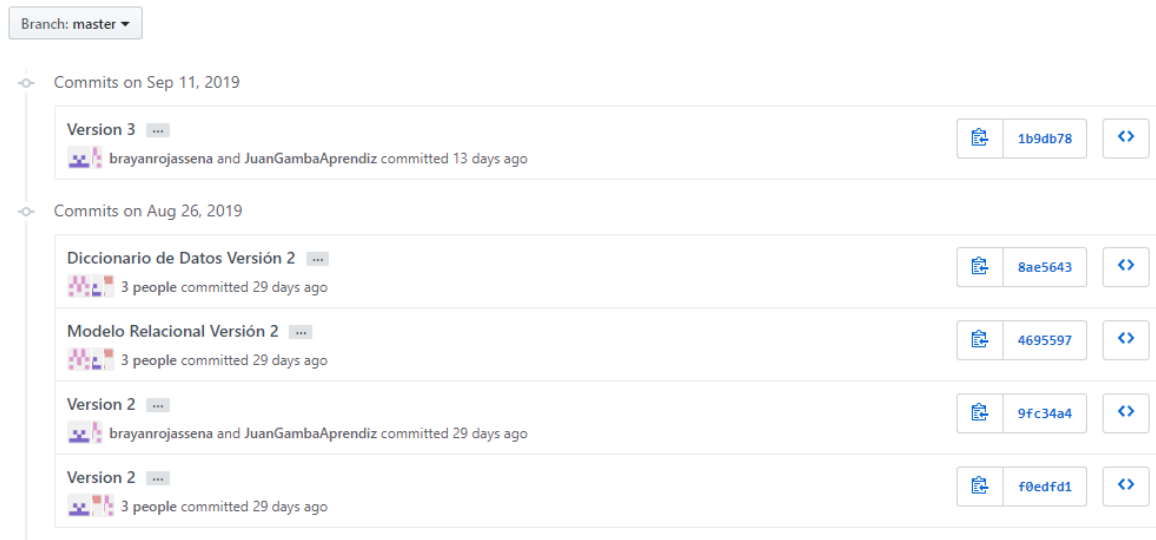 Branch: master
Commits on Sep 11, 2019
Version 3 ...
1b9db78
brayanrojassena and JuanGambaAprendiz committed 13 days ago
Commits on Aug 26, 2019
Diccionario de Datos Versión 2 ...
8ae5643
3 people committed 29 days ago
Modelo Relacional Versión 2 ...
4695597
3 people committed 29 days ago
Version 2 ...
9fc34a4
brayanrojassena and JuanGambaAprendiz committed 29 days ago
Version 2 ...
f0edfd1
3 people committed 29 days ago